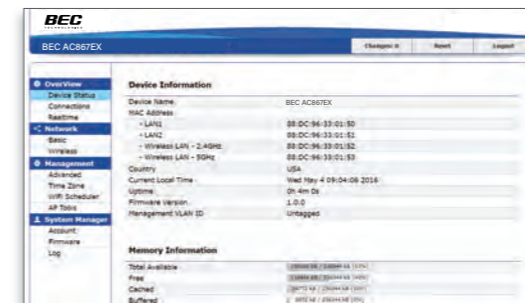 BEC
TECHNOLOGIES
BEC AC867EX
Changes: 0 Reset Logout
OverView
Device Status
Connections
Realtime
Network
Basic
Wireless
Management
Advanced
Time Zone
WiFi Scheduler
AP Tools
System Manager
Account
Firmware
Log
Device Information
Device Name BEC AC867EX
MAC Address
- LAN1 88:DC:96:33:01:50
- LAN2 88:DC:96:33:01:51
- Wireless LAN - 2.4GHz 88:DC:96:33:01:52
- Wireless LAN - 5GHz 88:DC:96:33:01:52
Country USA
Current Local Time Wed May 4 09:04:06 2016
Uptime 0h 4m 0s
Firmware Version 1.0.0
Management VLAN ID Untagged
Memory Information
Total Available
Free
Cached
Buffered